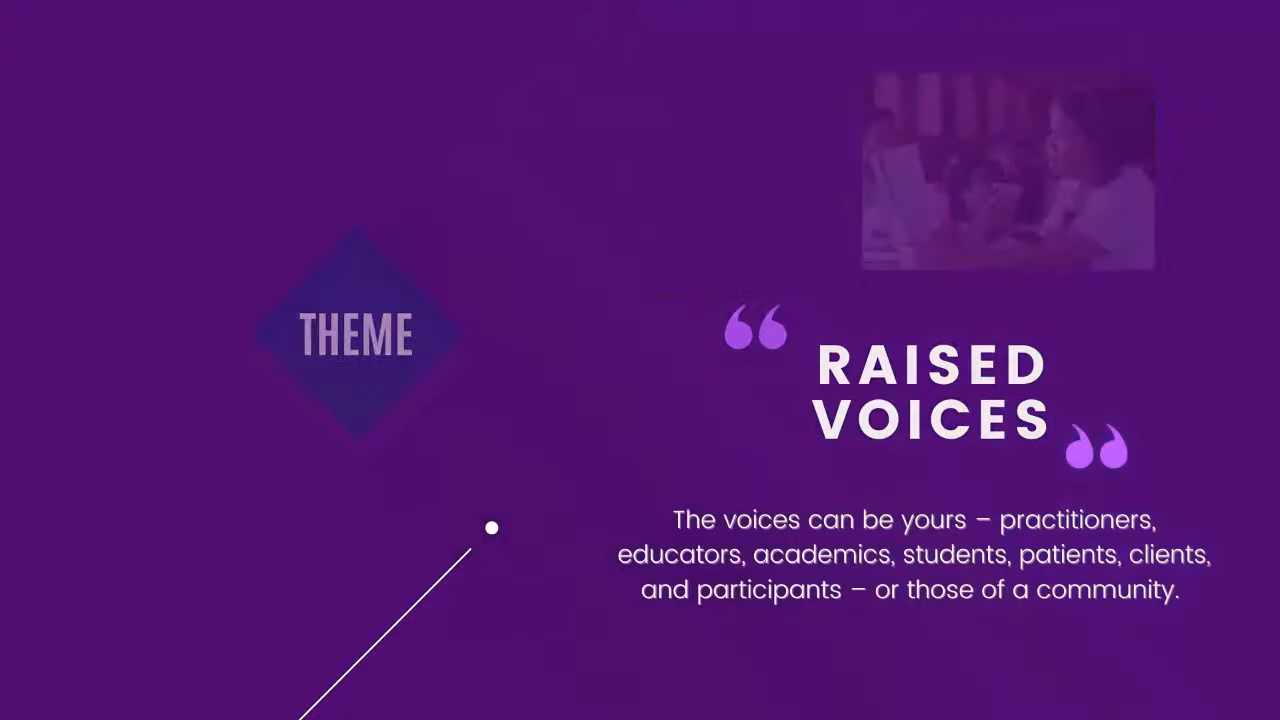 THEME
“ RAISED
VOICES ”
The voices can be yours – practitioners,
educators, academics, students, patients, clients,
and participants – or those of a community.